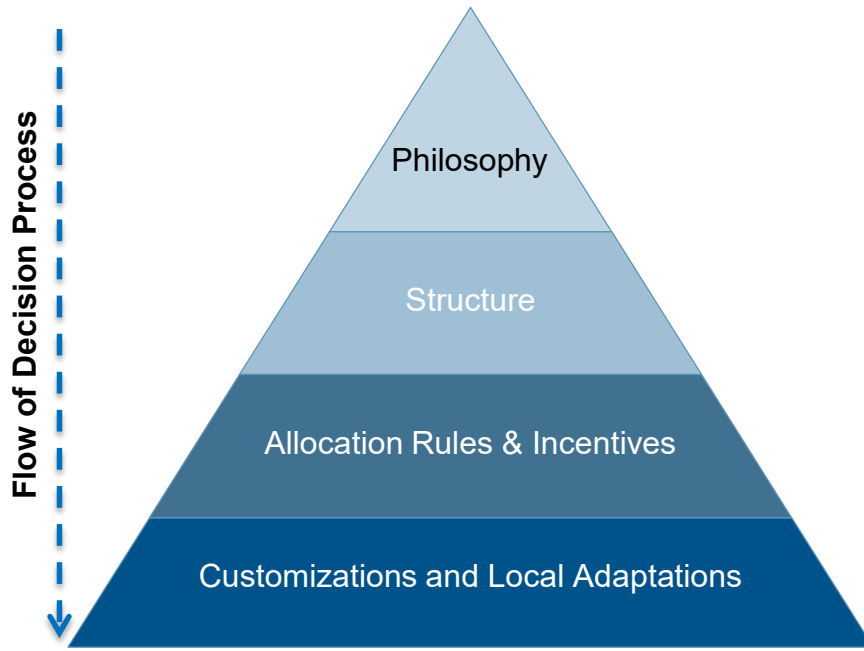 Flow of Decision Process
Philosophy
Structure
Allocation Rules & Incentives
Customizations and Local Adaptations